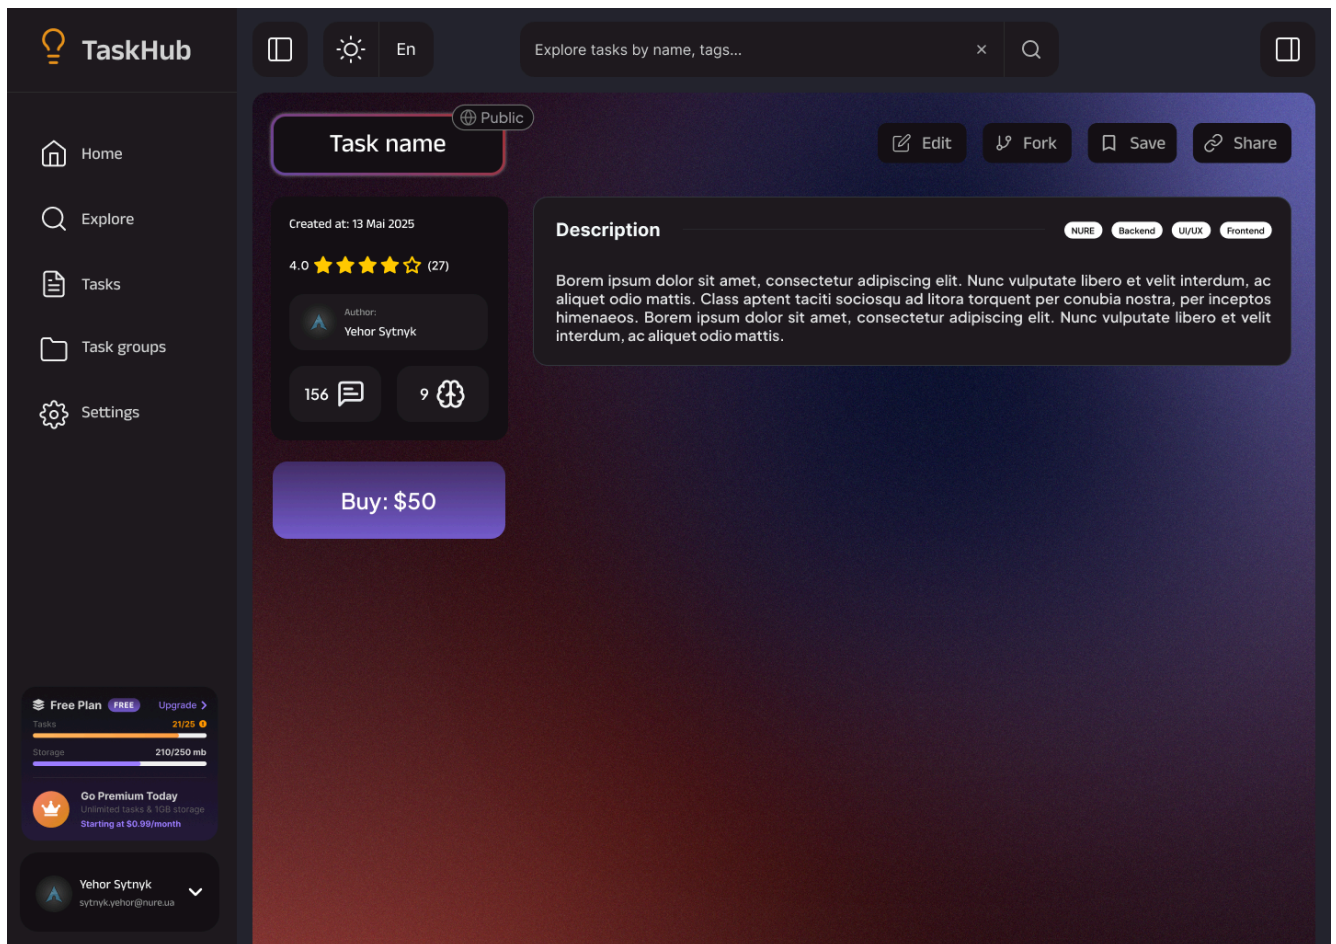 TaskHub
En
Explore tasks by name, tags...
Home
Explore
Tasks
Task groups
Settings
Free Plan FREE Upgrade
Tasks 21/25
Storage 210/250 mb
Go Premium Today
Unlimited tasks & 1GB storage
Starting at $0.99/month
Yehor Sytnyk
sytnyk.yehor@nure.ua
Public
Task name
Edit
Fork
Save
Share
Created at: 13 Mai 2025
4.0 (27)
Author:
Yehor Sytnyk
156
9
Buy: $50
Description
NURE
Backend
UI/UX
Frontend
Borem ipsum dolor sit amet, consectetur adipiscing elit. Nunc vulputate libero et velit interdum, ac
aliquet odio mattis. Class aptent taciti sociosqu ad litora torquent per conubia nostra, per inceptos
himenaeos. Borem ipsum dolor sit amet, consectetur adipiscing elit. Nunc vulputate libero et velit
interdum, ac aliquet odio mattis.